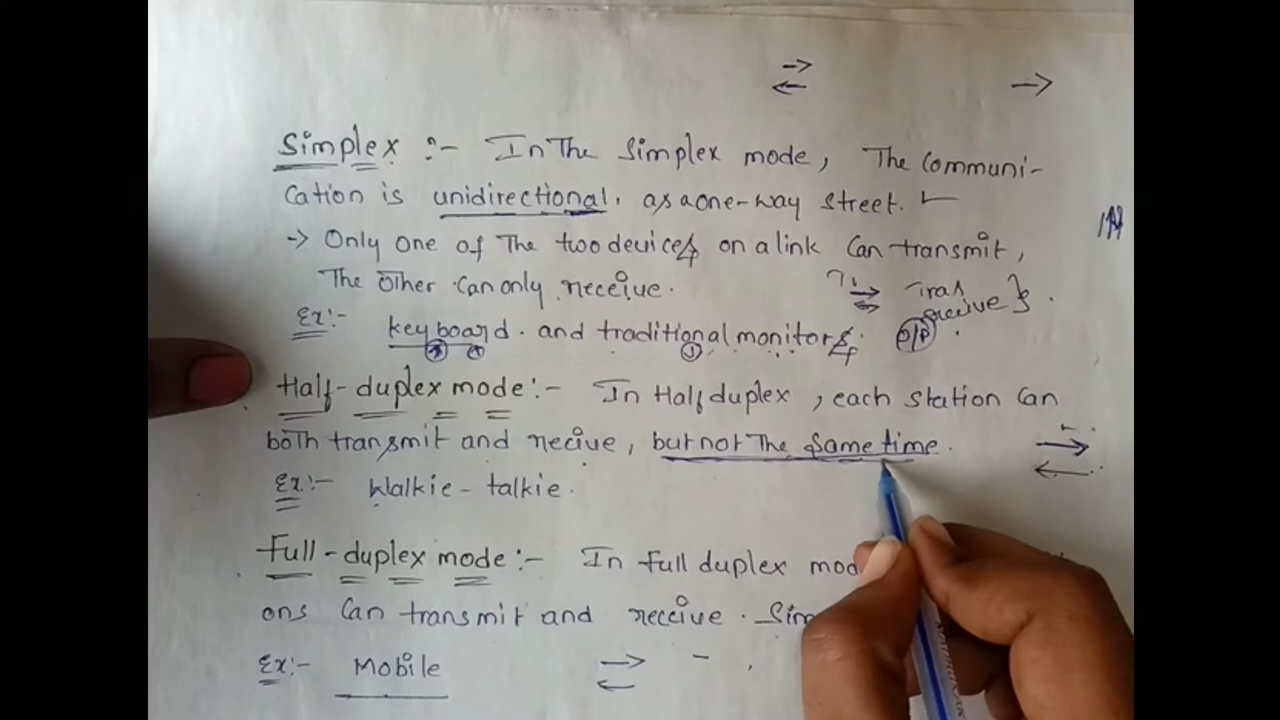 Simplex :- In The Simplex mode, The Communi-
cation is unidirectional. as a one-way street.
→ Only one of The two devices on a link Can transmit,
The other can only receive.
Ex:- keyboard. and traditional monitors.
Half-duplex mode:- In Half duplex, each station Can
both transmit and recive, but not The same time.
Ex:- Walkie-talkie.
Full-duplex mode:- In Full duplex mod
ons Can transmit and receive. Sim
Ex:- Mobile